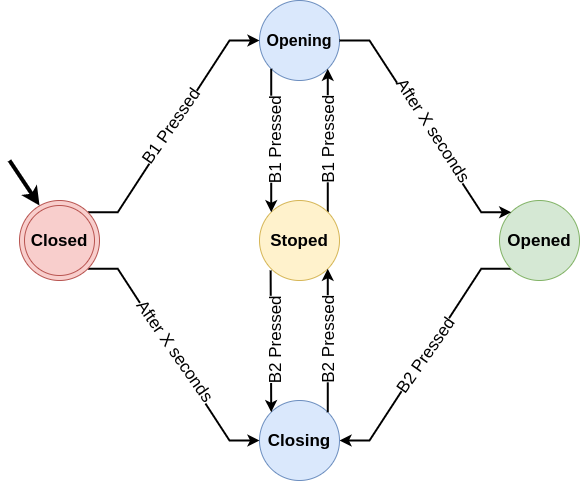 Opening
B1 Pressed
B1 Pressed
B1 Pressed
After X seconds
Closed
Stoped
Opened
After X seconds
B2 Pressed
B2 Pressed
B2 Pressed
Closing